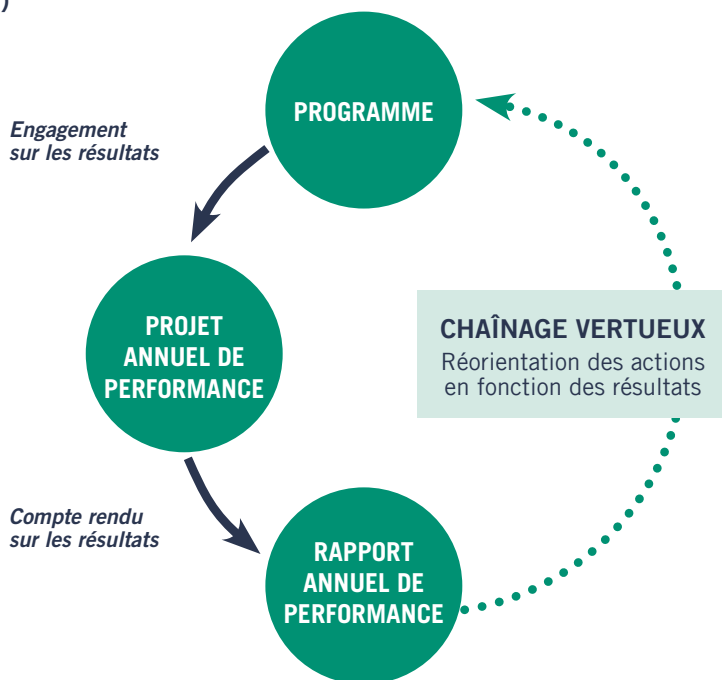 )
PROGRAMME
Engagement
sur les résultats
PROJET
ANNUEL DE
PERFORMANCE
CHAÎNAGE VERTUEUX
Réorientation des actions
en fonction des résultats
Compte rendu
sur les résultats
RAPPORT
ANNUEL DE
PERFORMANCE